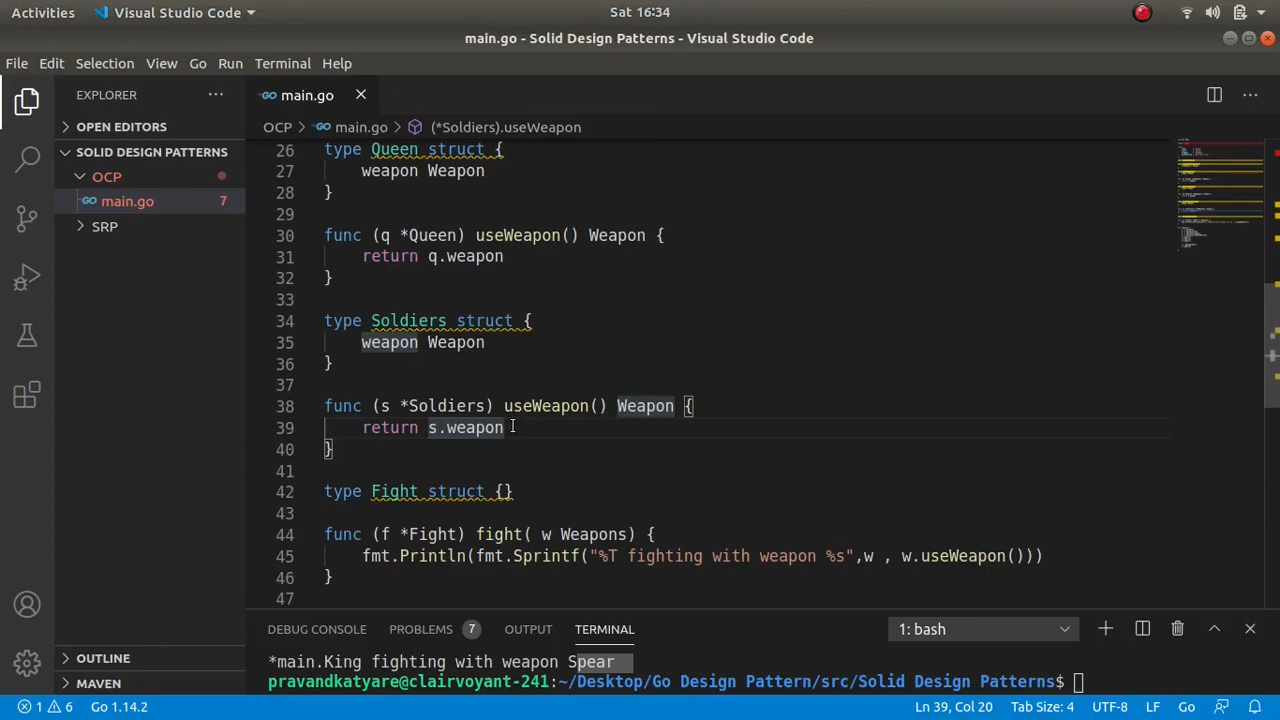 Activities
Visual Studio Code
Sat 16:34
main.go - Solid Design Patterns - Visual Studio Code
File Edit Selection View Go Run Terminal Help
EXPLORER
main.go
OPEN EDITORS
OCP > main.go > (*Soldiers).useWeapon
SOLID DESIGN PATTERNS
OCP
main.go 7
SRP
26 type Queen struct {
27 weapon Weapon
28 }
29
30 func (q *Queen) useWeapon() Weapon {
31 return q.weapon
32 }
33
34 type Soldiers struct {
35 weapon Weapon
36 }
37
38 func (s *Soldiers) useWeapon() Weapon {
39 return s.weapon
40 }
41
42 type Fight struct {}
43
44 func (f *Fight) fight( w Weapons) {
45 fmt.Println(fmt.Sprintf("%T fighting with weapon %s",w , w.useWeapon()))
46 }
47
DEBUG CONSOLE PROBLEMS 7 OUTPUT TERMINAL 1: bash
*main.King fighting with weapon Spear
pravandkatyare@clairvoyant-241:~/Desktop/Go Design Pattern/src/Solid Design Patterns$
OUTLINE
MAVEN
1 6 Go 1.14.2 Ln 39, Col 20 Tab Size: 4 UTF-8 LF Go